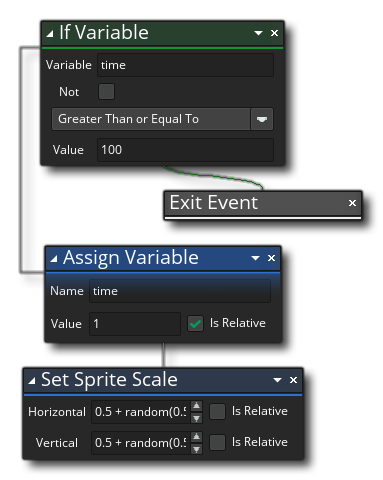 If Variable
Variable time
Not
Greater Than or Equal To
Value 100
Exit Event
Assign Variable
Name time
Value 1 Is Relative
Set Sprite Scale
Horizontal 0.5 + random(0. Is Relative
Vertical 0.5 + random(0. Is Relative